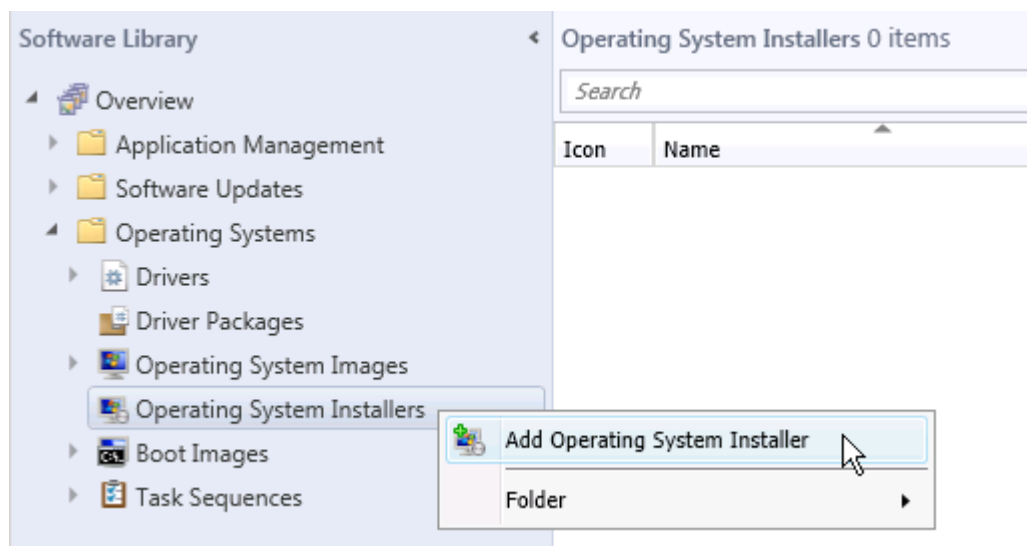 Software Library
Operating System Installers 0 items
Overview
Search
Application Management
Icon
Name
Software Updates
Operating Systems
Drivers
Driver Packages
Operating System Images
Operating System Installers
Add Operating System Installer
Boot Images
Task Sequences
Folder